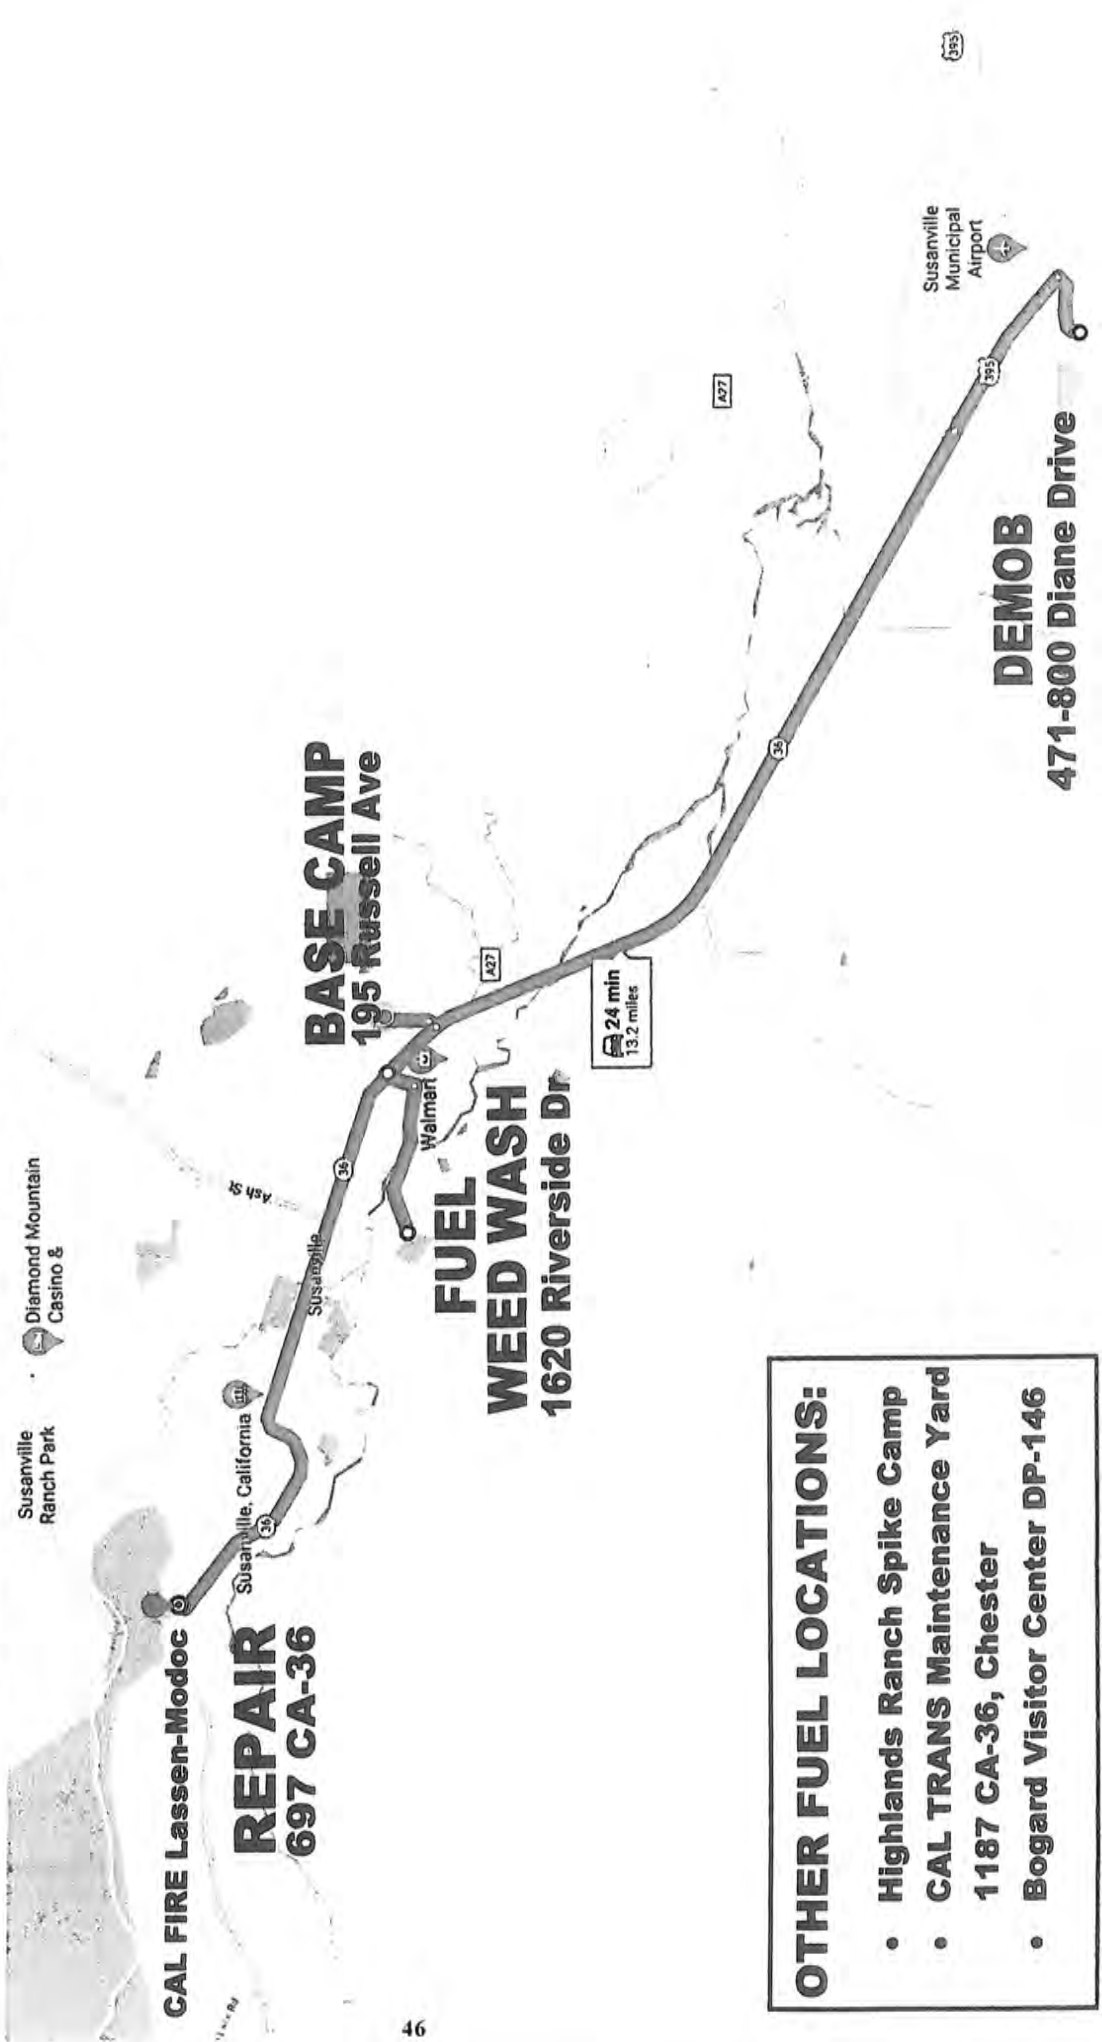 Susanville
Ranch Park
Diamond Mountain
Casino &
CAL FIRE Lassen-Modoc
REPAIR
697 CA-36
36
Susanville, California
Susanville
Ash St
36
BASE CAMP
195 Russell Ave
Walmart
A27
FUEL
WEED WASH
1620 Riverside Dr
24 min
13.2 miles
36
A27
395
Susanville
Municipal
Airport
395
DEMOB
471-800 Diane Drive
OTHER FUEL LOCATIONS:
• Highlands Ranch Spike Camp
• CAL TRANS Maintenance Yard
1187 CA-36, Chester
• Bogard Visitor Center DP-146
46